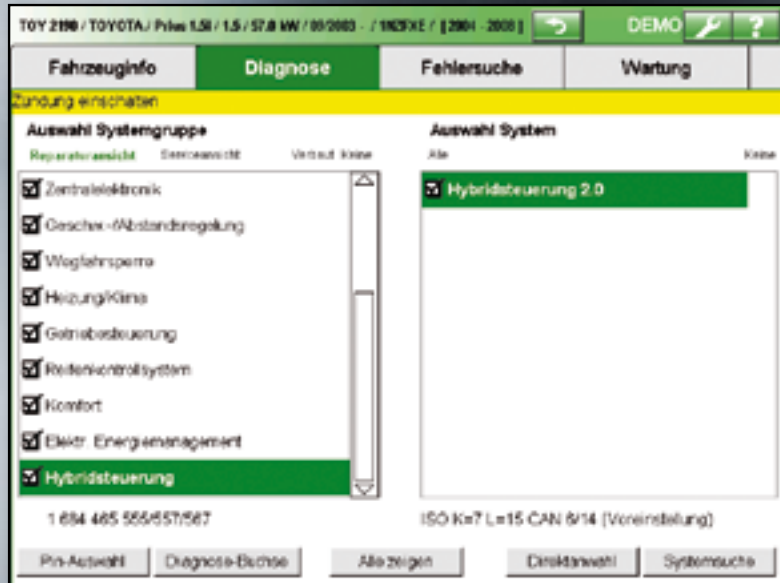 TOY 2190 / TOYOTA / Prius 1.5i / 1.5 / 57.0 kW / 09/2003 - / 1NZFXE / [ 2004 - 2008 ]
DEMO ?
Fahrzeuginfo Diagnose Fehlersuche Wartung
Zündung einschalten
Auswahl Systemgruppe Auswahl System
Reparaturansicht Serviceansicht Keine Alle Keine
Zentralelektronik
Geschw.-/Abstandsregelung
Wegfahrsperre
Heizung/Klima
Getriebesteuerung
Reifenkontrollsystem
Komfort
Elektr. Energiemanagement
Hybridsteuerung
Hybridsteuerung 2.0
1 684 465 555/557/567 ISO K=7 L=15 CAN 6/14 (Voreinstellung)
Pin-Auswahl Diagnose-Buchse Alle zeigen Direktanwahl Systemsuche